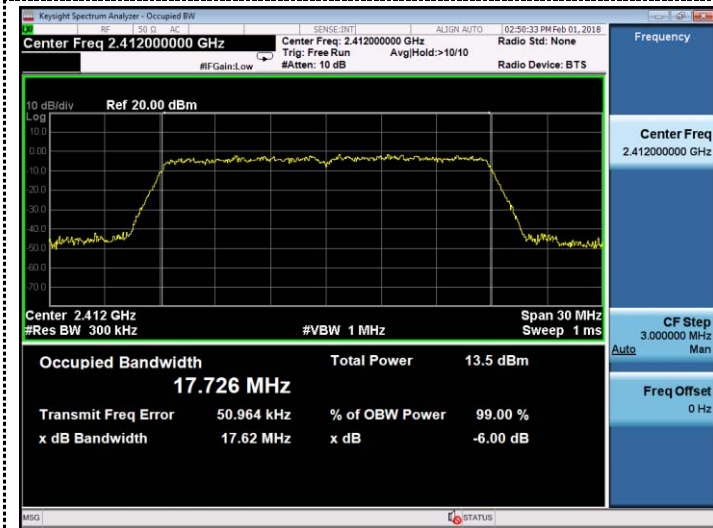 Keysight Spectrum Analyzer - Occupied BW
RF 50 Ω AC SENSE:INT ALIGN AUTO 02:50:33 PM Feb 01, 2018
Center Freq 2.412000000 GHz Center Freq: 2.412000000 GHz Radio Std: None
Trig: Free Run Avg|Hold:>10/10
#IFGain:Low #Atten: 10 dB Radio Device: BTS
Frequency
10 dB/div Ref 20.00 dBm
Log
10.0
0.00
-10.0
-20.0
-30.0
-40.0
-50.0
-60.0
-70.0
Center 2.412 GHz Span 30 MHz
#Res BW 300 kHz #VBW 1 MHz Sweep 1 ms
Occupied Bandwidth Total Power 13.5 dBm
17.726 MHz
Transmit Freq Error 50.964 kHz % of OBW Power 99.00 %
x dB Bandwidth 17.62 MHz x dB -6.00 dB
Center Freq
2.412000000 GHz
CF Step
3.000000 MHz
Auto Man
Freq Offset
0 Hz
MSG STATUS